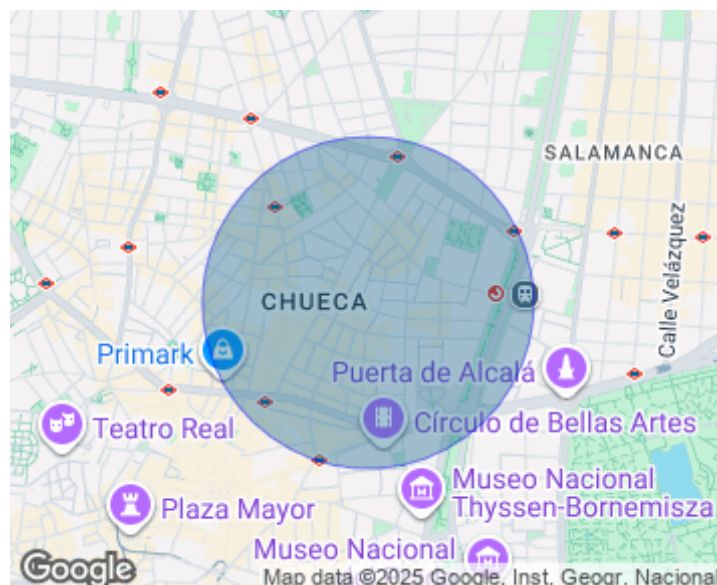 SALAMANCA
Calle Velázquez
CHUECA
Primark
Puerta de Alcalá
Teatro Real
Círculo de Bellas Artes
Museo Nacional
Thyssen-Bornemisza
Plaza Mayor
Museo Nacional
Google
Map data ©2025 Google, Inst. Geogr. Nacional